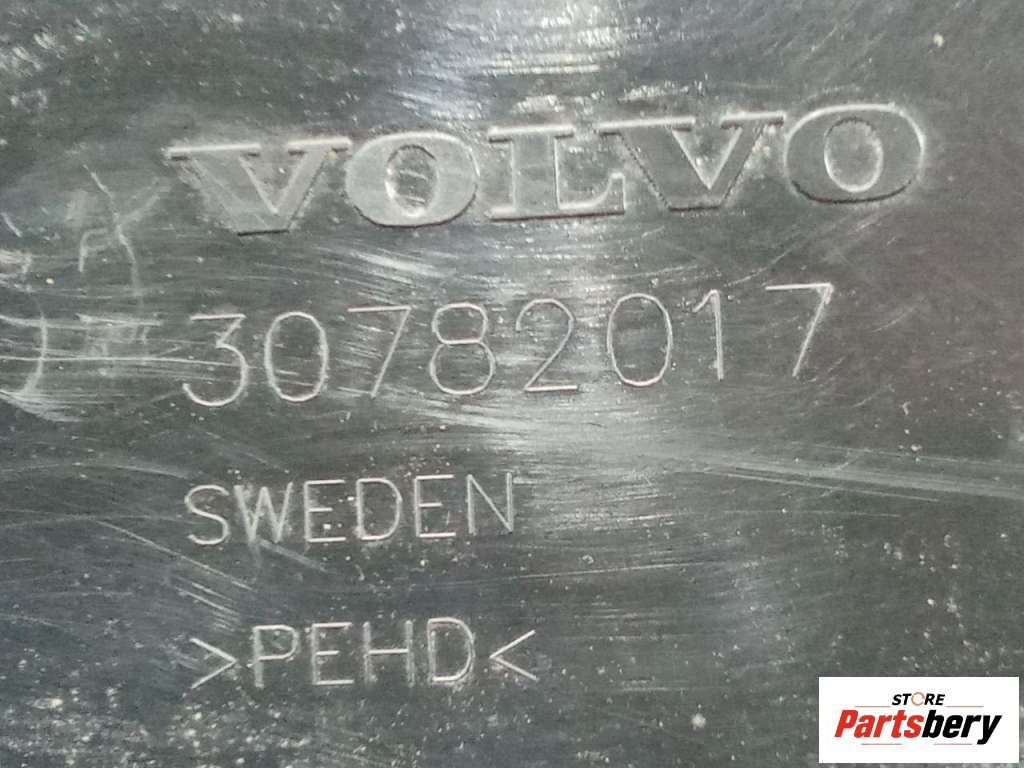 VOLVO
30782017
SWEDEN
>PEHD<
STORE
Partsbery